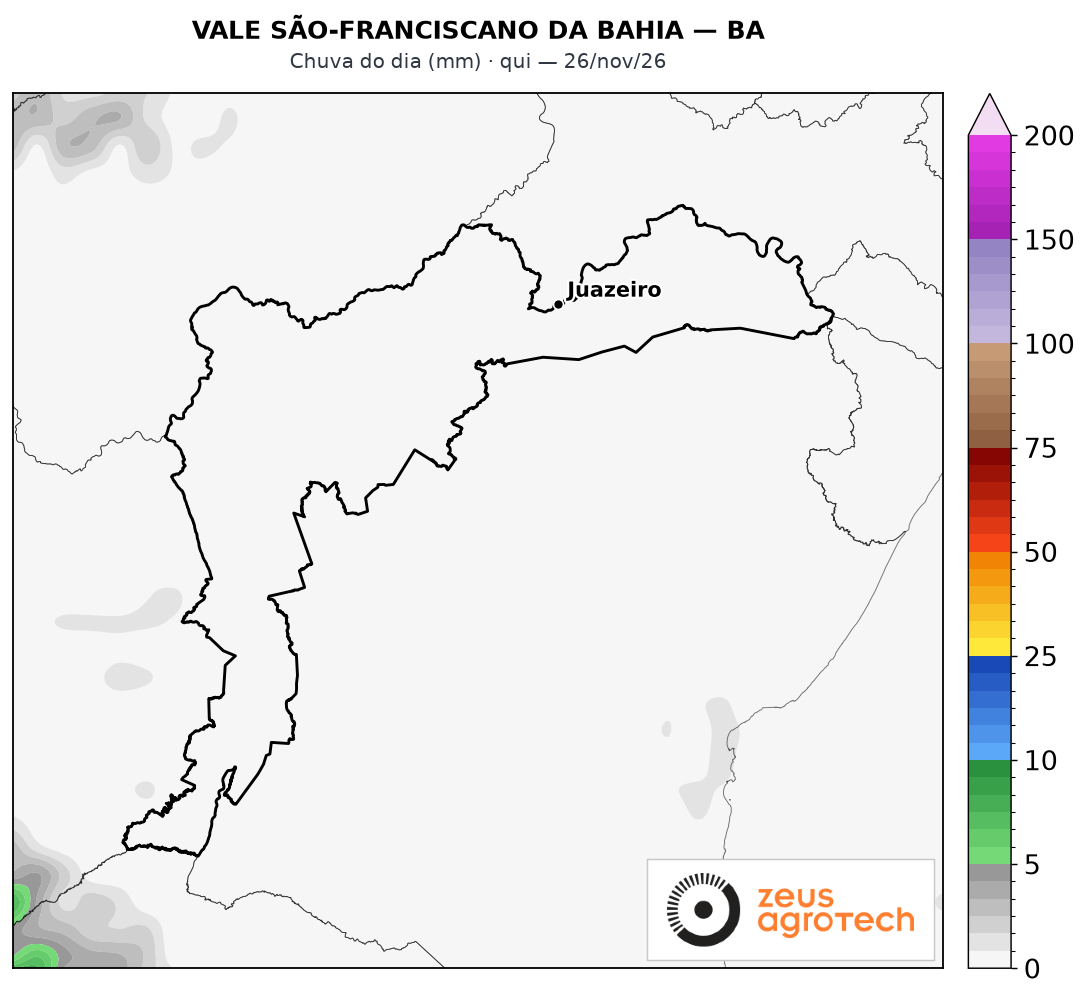 VALE SÃO-FRANCISCANO DA BAHIA — BA
Chuva do dia (mm) · qui — 26/nov/26
Juazeiro
200
150
100
75
50
25
10
5
0
zeus
agrotech